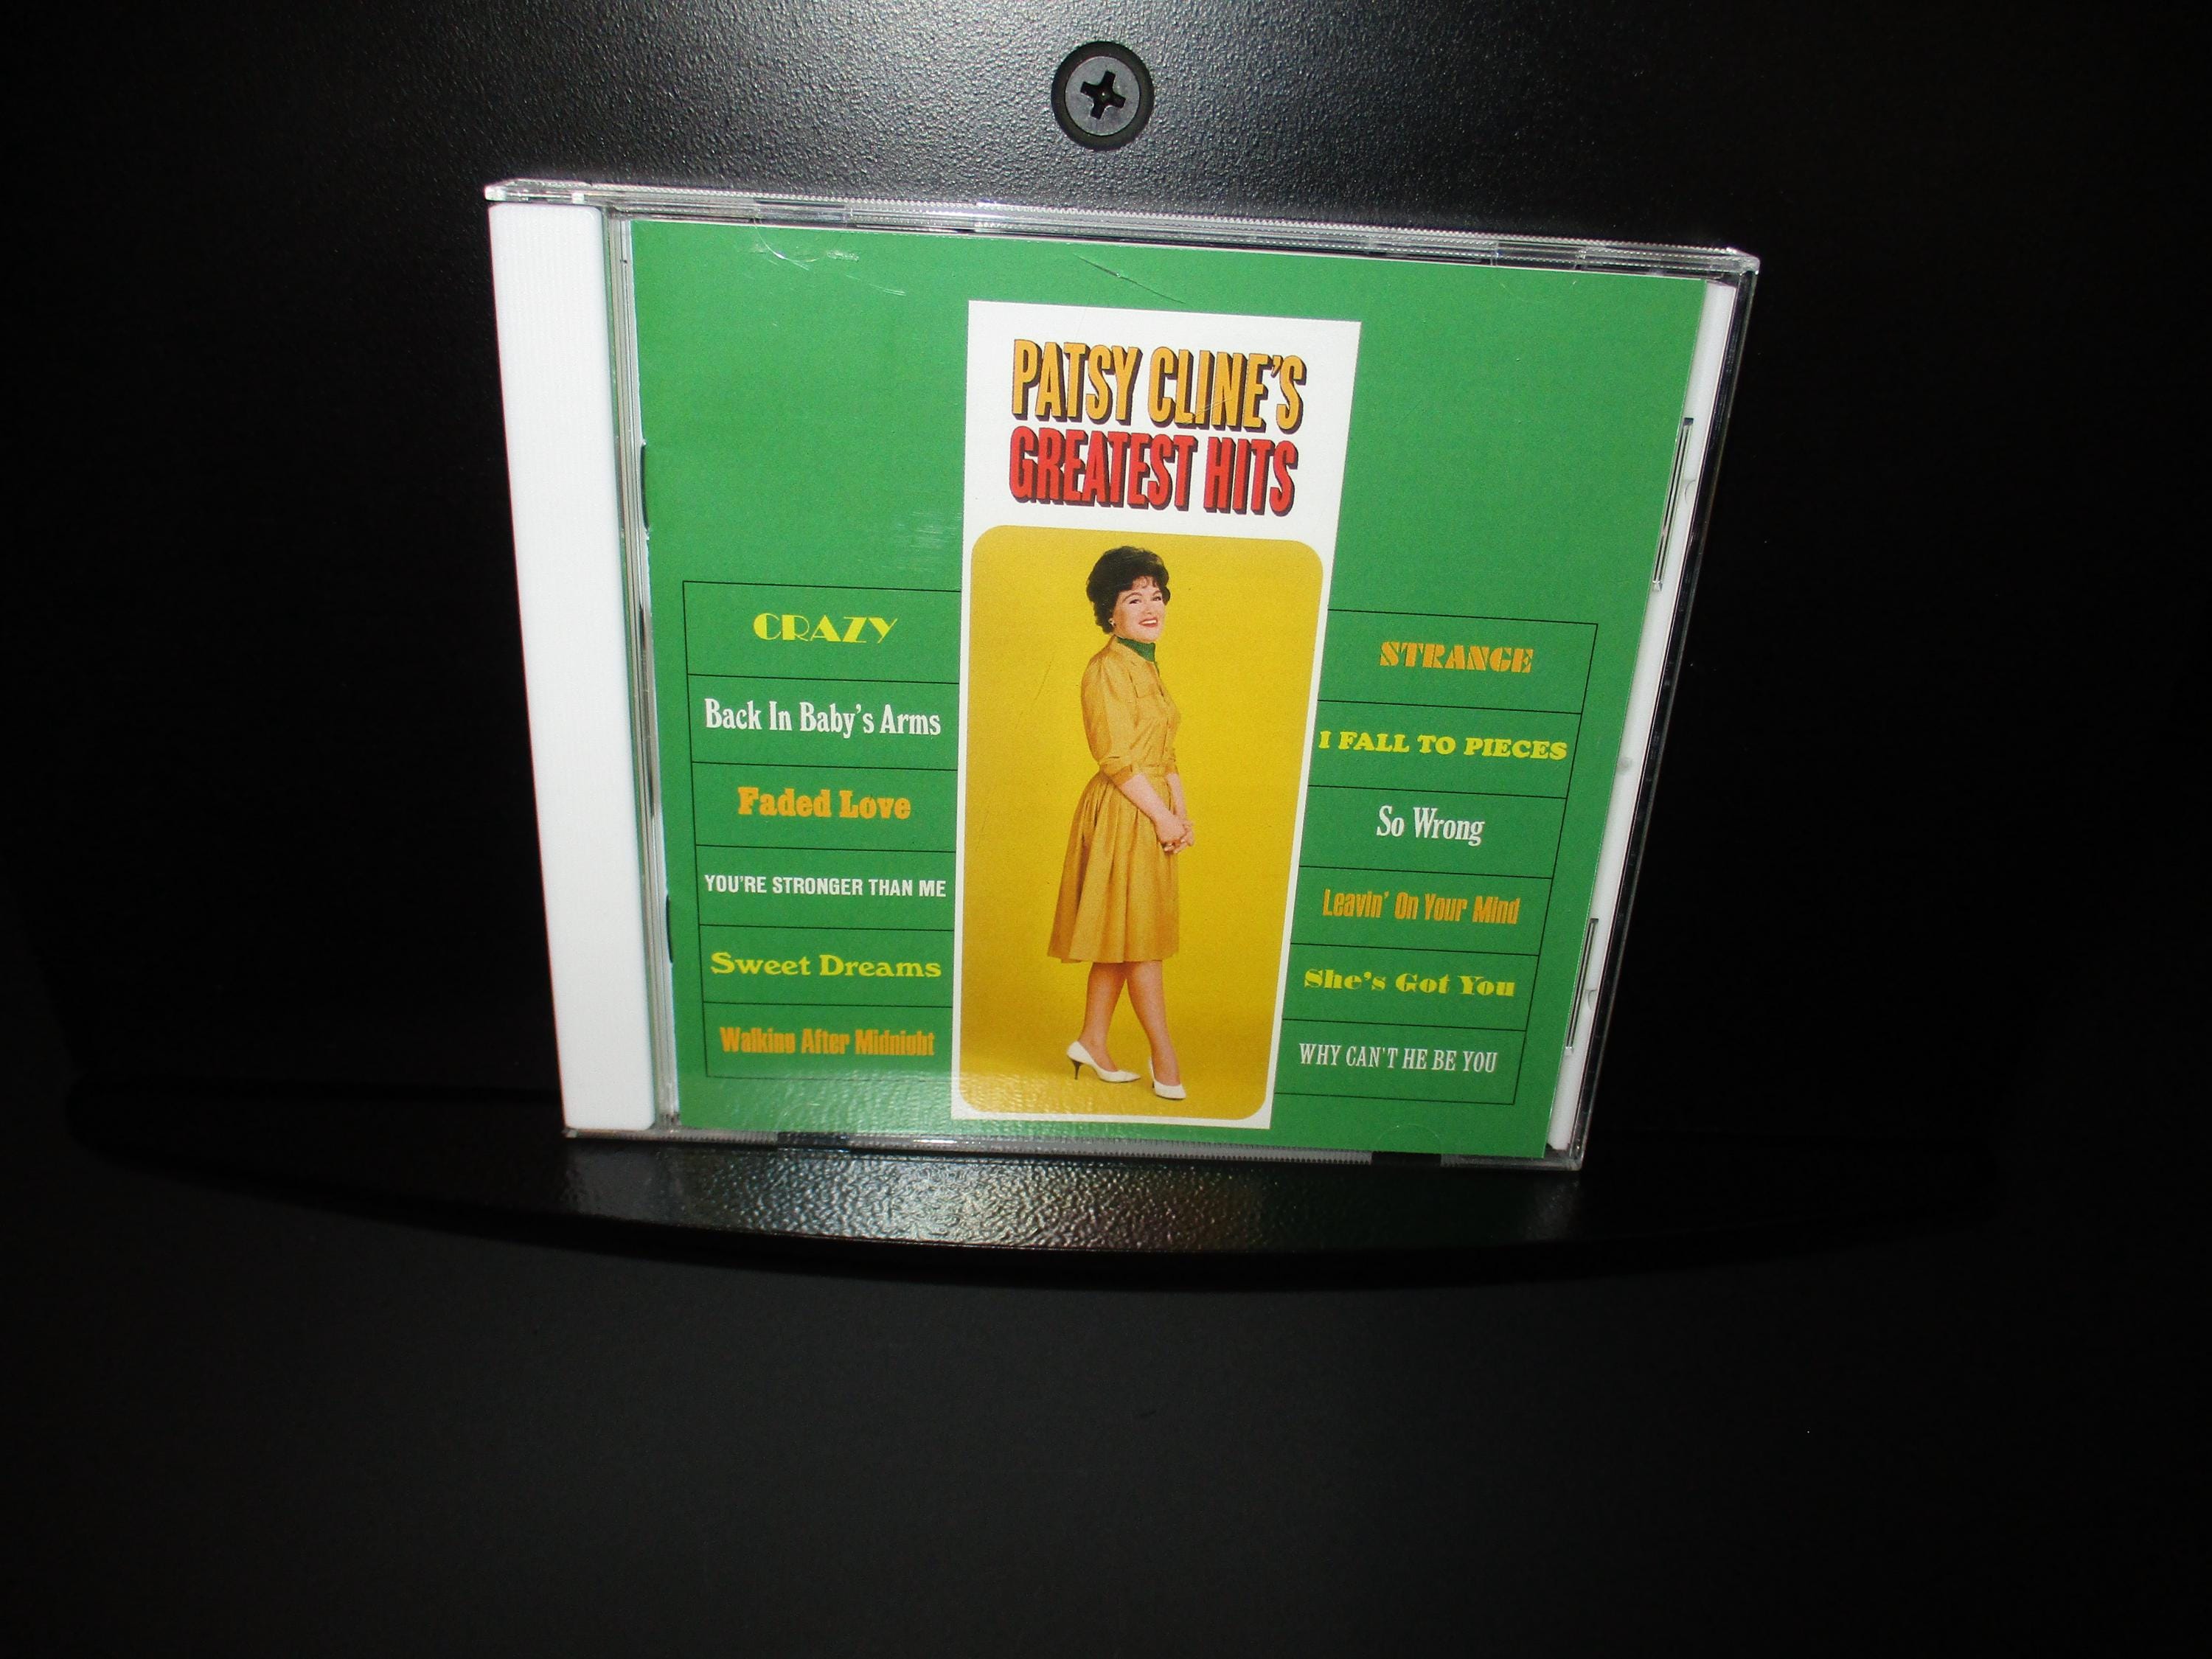 PATSY CLINE'S
GREATEST HITS
CRAZY
Back In Baby's Arms
Faded Love
YOU'RE STRONGER THAN ME
Sweet Dreams
Walking After Midnight
STRANGE
I FALL TO PIECES
So Wrong
Leavin' On Your Mind
She's Got You
WHY CAN'T HE BE YOU